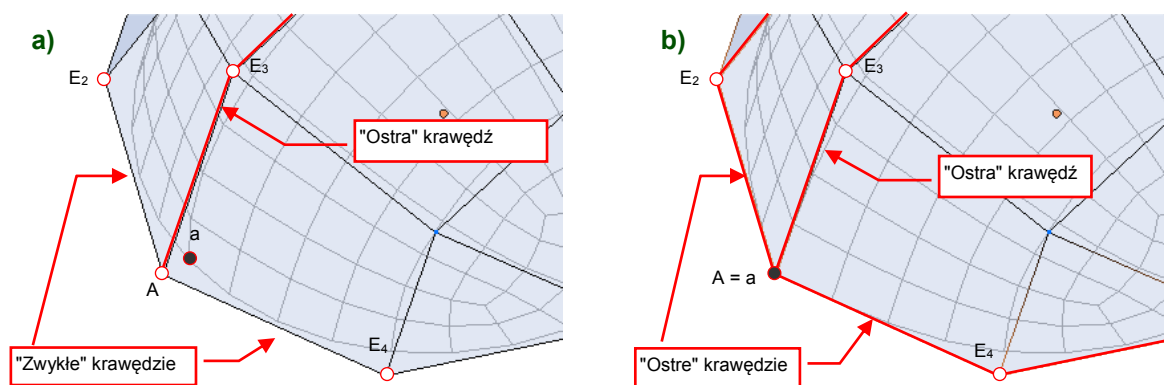 a)
E2
E3
"Ostra" krawędź
a
A
E4
"Zwykłe" krawędzie
b)
E2
E3
"Ostra" krawędź
A = a
E4
"Ostre" krawędzie